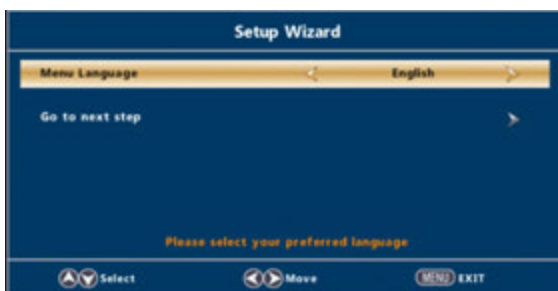 Setup Wizard
Menu Language English
Go to next step
Please select your preferred language
Select Move MENU EXIT